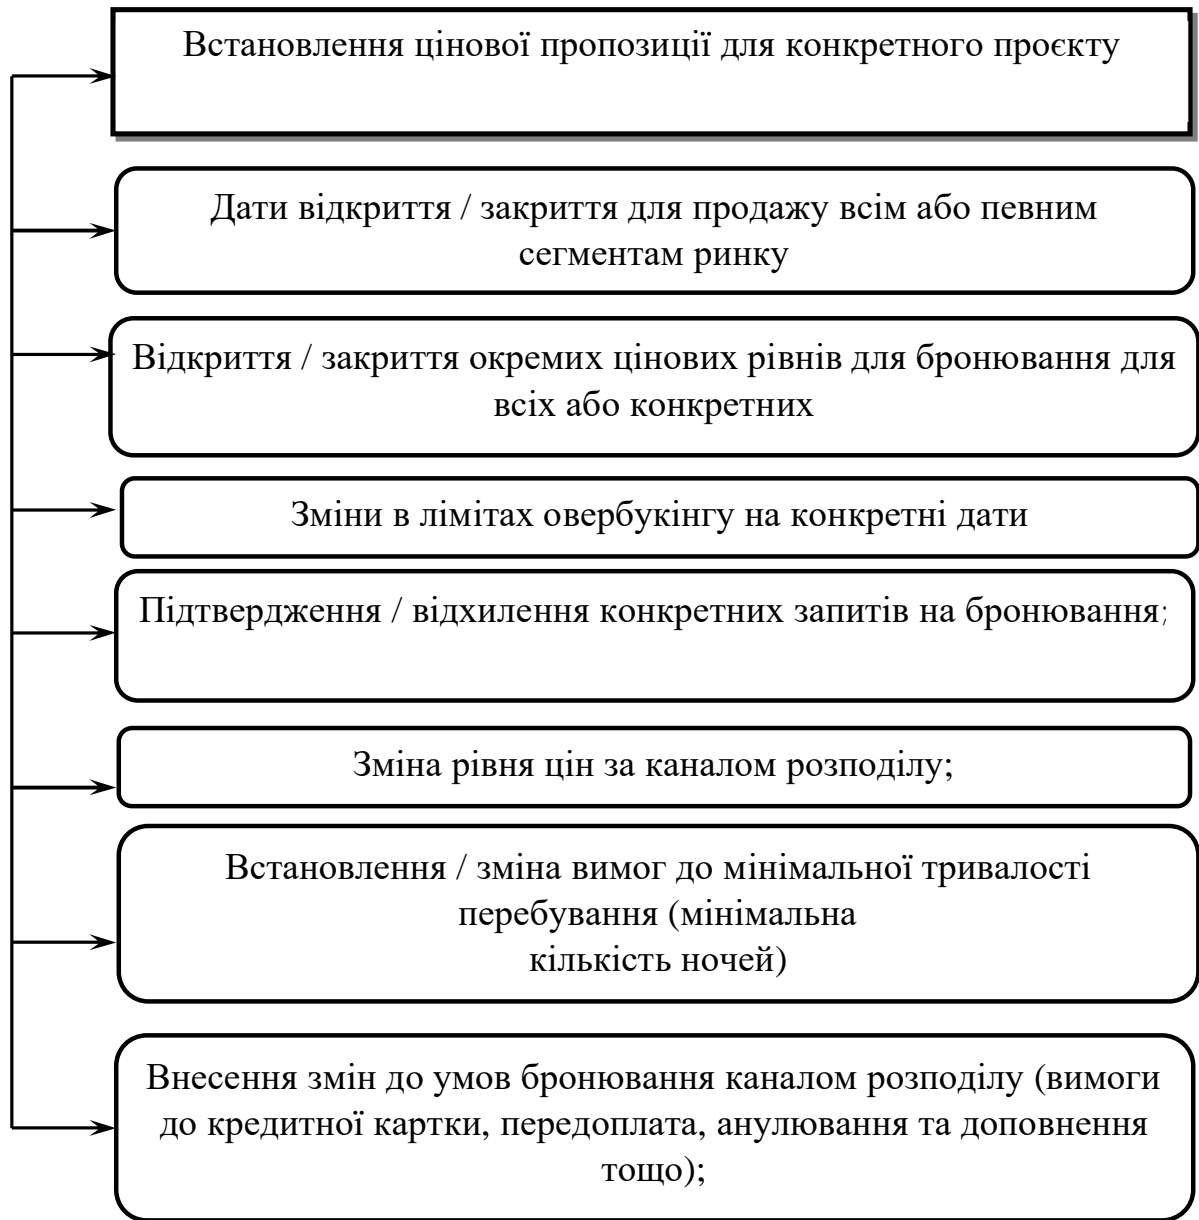 Встановлення цінової пропозиції для конкретного проєкту
Дати відкриття / закриття для продажу всім або певним
сегментам ринку
Відкриття / закриття окремих цінових рівнів для бронювання для
всіх або конкретних
Зміни в лімітах овербукінгу на конкретні дати
Підтвердження / відхилення конкретних запитів на бронювання;
Зміна рівня цін за каналом розподілу;
Встановлення / зміна вимог до мінімальної тривалості
перебування (мінімальна
кількість ночей)
Внесення змін до умов бронювання каналом розподілу (вимоги
до кредитної картки, передоплата, анулювання та доповнення
тощо);